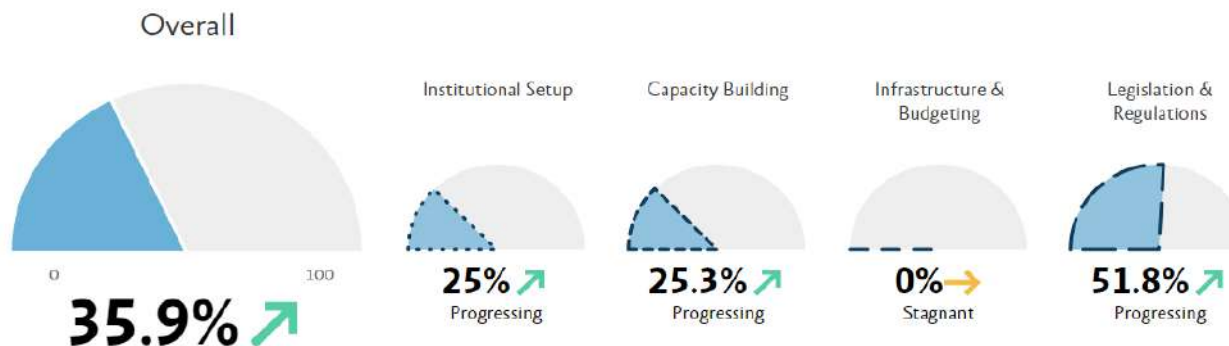 Overall
0
100
35.9%
Institutional Setup
25%
Progressing
Capacity Building
25.3%
Progressing
Infrastructure &
Budgeting
0%
Stagnant
Legislation &
Regulations
51.8%
Progressing